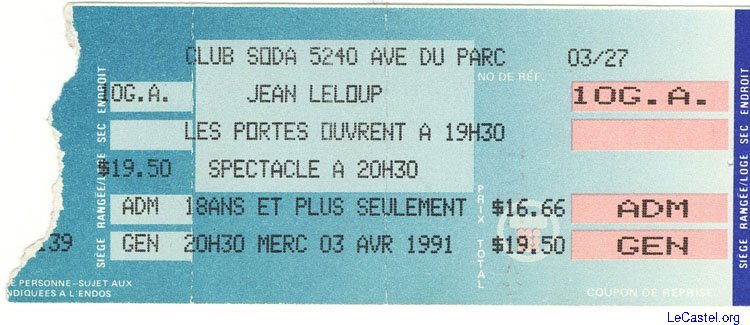 CLUB SODA 5240 AVE DU PARC 03/27
NO DE RÉF.
1OG.A. JEAN LELOUP 1OG.A.
LES PORTES OUVRENT A 19H30
$19.50 SPECTACLE A 20H30
ADM 18ANS ET PLUS SEULEMENT $16.66 ADM
39 GEN 20H30 MERC 03 AVR 1991 $19.50 GEN
PRIX TOTAL
SIÈGE RANGÉE/LOGE SEC ENDROIT
SIÈGE RANGÉE/LOGE SEC ENDROIT
E PERSONNE-SUJET AUX
INDIQUEES A L'ENDOS
COUPON DE REPRISE
LeCastel.org